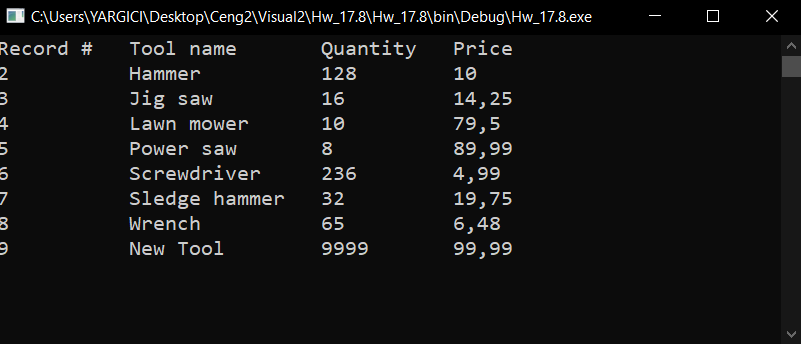 C:\Users\YARGICI\Desktop\Ceng2\Visual2\Hw_17.8\Hw_17.8\bin\Debug\Hw_17.8.exe
Record # Tool name Quantity Price
2 Hammer 128 10
3 Jig saw 16 14,25
4 Lawn mower 10 79,5
5 Power saw 8 89,99
6 Screwdriver 236 4,99
7 Sledge hammer 32 19,75
8 Wrench 65 6,48
9 New Tool 9999 99,99